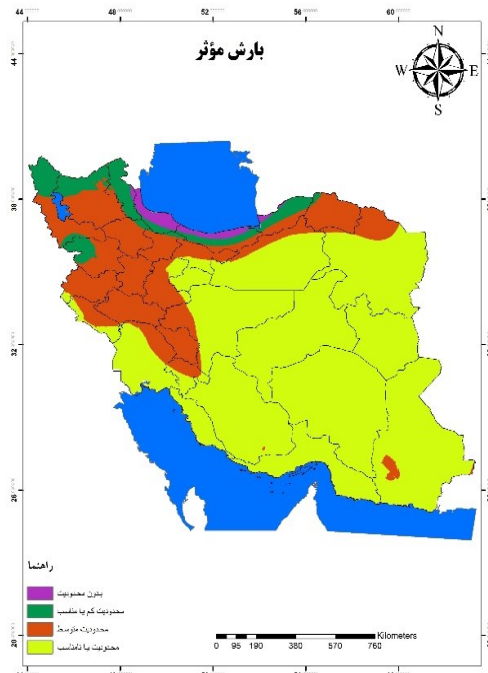 44 48 52 56 60
44
38
32
26
20
بارش مؤثر
N
W E
S
راهنما
بدون محدودیت
محدودیت کم یا مناسب
محدودیت متوسط
محدودیت یا نامناسب
Kilometers
0 95 190 380 570 760